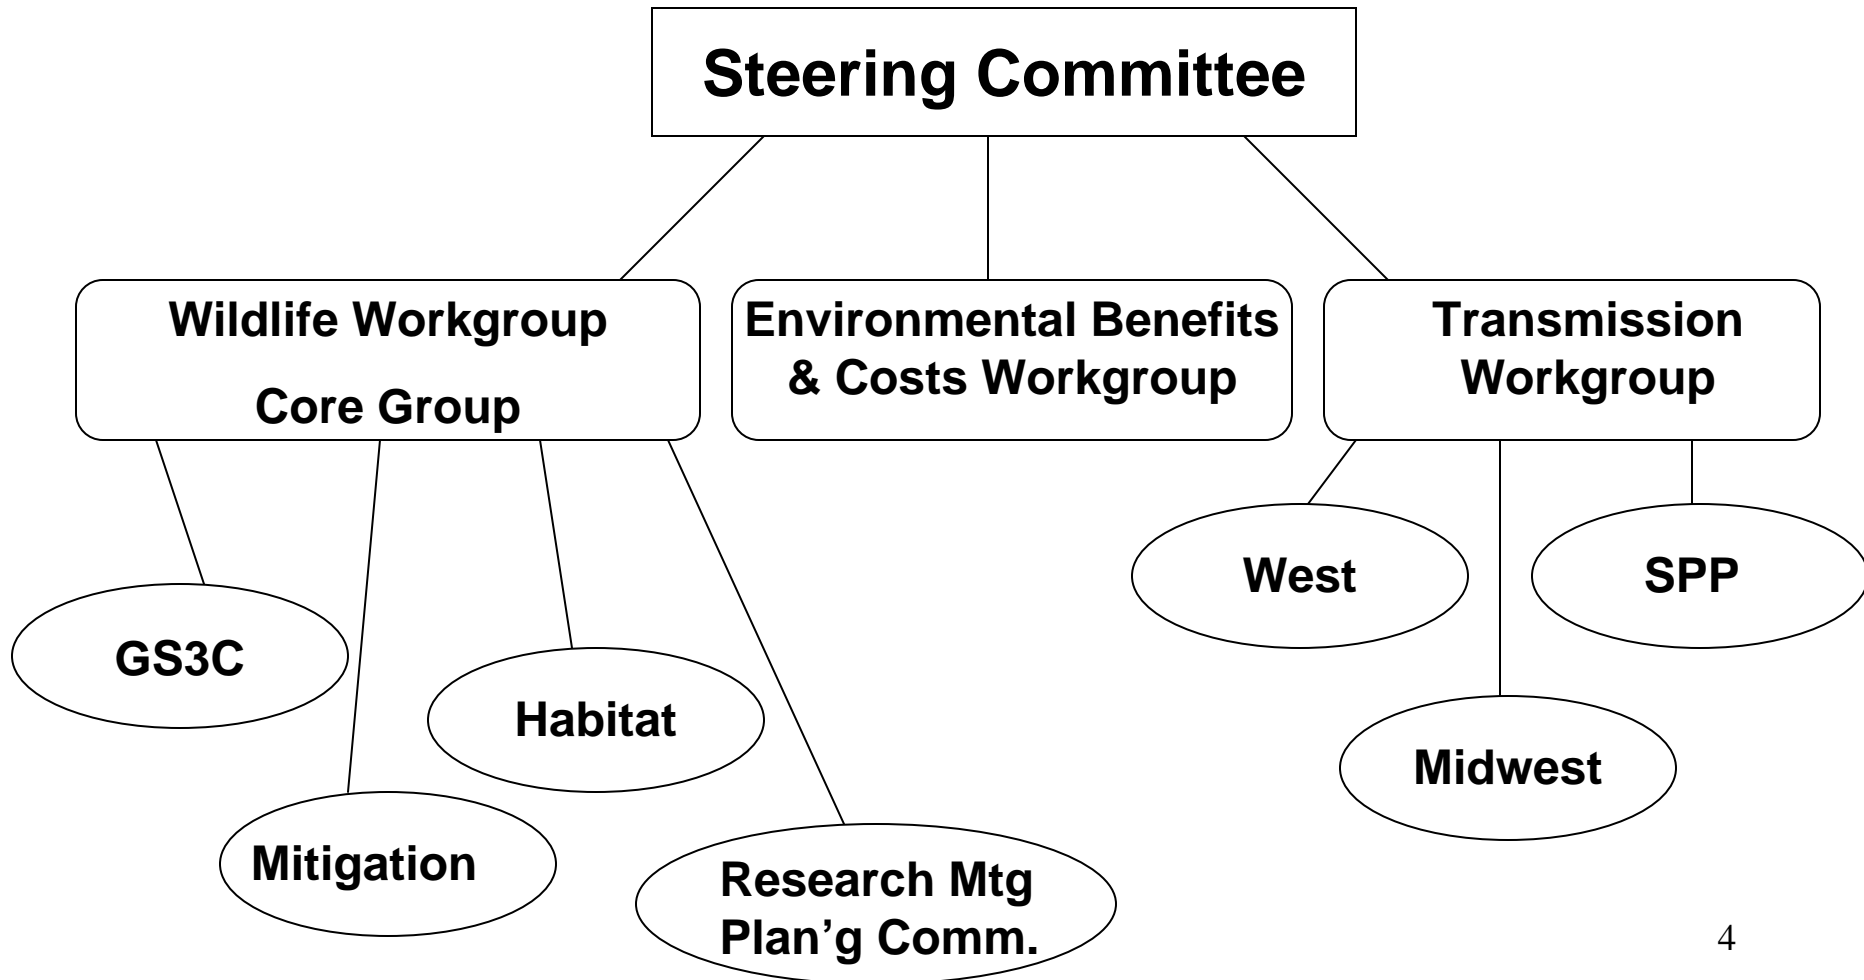 Steering Committee
Wildlife Workgroup
Core Group
Environmental Benefits
& Costs Workgroup
Transmission
Workgroup
West
SPP
GS3C
Habitat
Midwest
Mitigation
Research Mtg
Plan’g Comm.
4